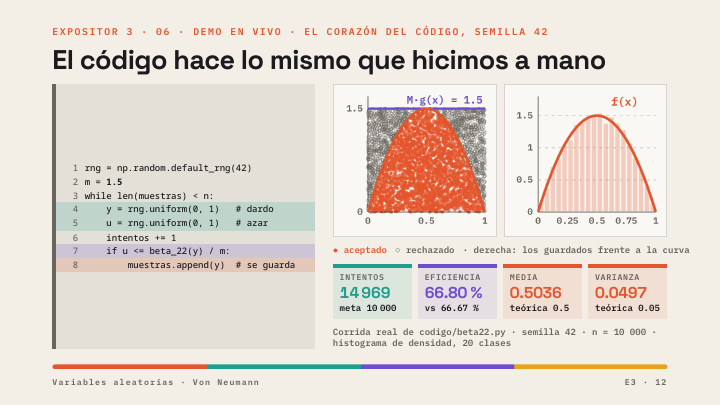 EXPOSITOR 3 · 06 · DEMO EN VIVO · EL CORAZÓN DEL CÓDIGO, SEMILLA 42
El código hace lo mismo que hicimos a mano
1 rng = np.random.default_rng(42)
2 m = 1.5
3 while len(muestras) < n:
4 y = rng.uniform(0, 1) # dardo
5 u = rng.uniform(0, 1) # azar
6 intentos += 1
7 if u <= beta_22(y) / m:
8 muestras.append(y) # se guarda
M·g(x) = 1.5
1.5
0
0 0.5 1
f(x)
1.5
1
0.5
0
0 0.25 0.5 0.75 1
● aceptado ○ rechazado · derecha: los guardados frente a la curva
INTENTOS
14 969
meta 10 000
EFICIENCIA
66.80 %
vs 66.67 %
MEDIA
0.5036
teórica 0.5
VARIANZA
0.0497
teórica 0.05
Corrida real de codigo/beta22.py · semilla 42 · n = 10 000 ·
histograma de densidad, 20 clases
Variables aleatorias · Von Neumann
E3 · 12